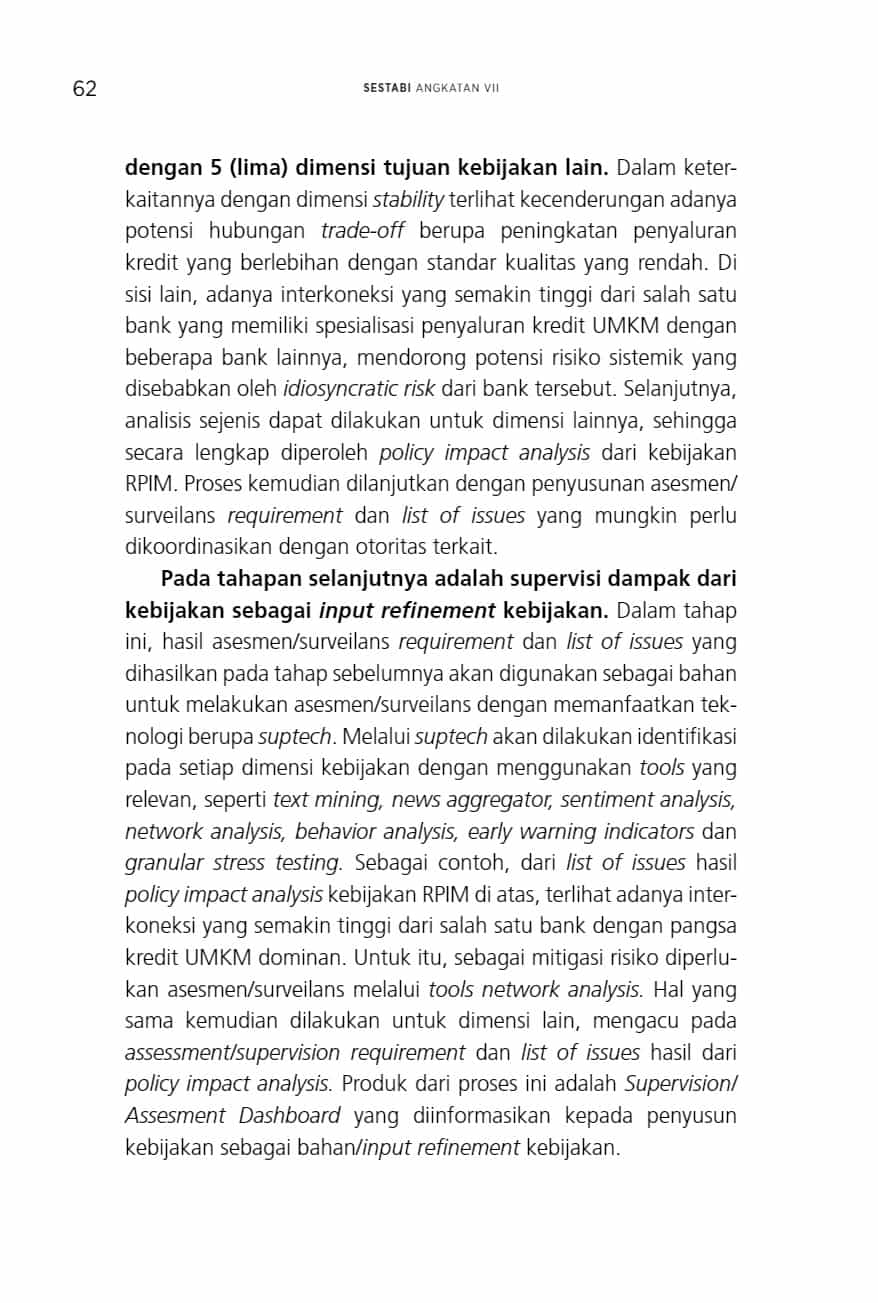 62
SESTABI ANGKATAN VII
dengan 5 (lima) dimensi tujuan kebijakan lain. Dalam keter-
kaitannya dengan dimensi stability terlihat kecenderungan adanya
potensi hubungan trade-off berupa peningkatan penyaluran
kredit yang berlebihan dengan standar kualitas yang rendah. Di
sisi lain, adanya interkoneksi yang semakin tinggi dari salah satu
bank yang memiliki spesialisasi penyaluran kredit UMKM dengan
beberapa bank lainnya, mendorong potensi risiko sistemik yang
disebabkan oleh idiosyncratic risk dari bank tersebut. Selanjutnya,
analisis sejenis dapat dilakukan untuk dimensi lainnya, sehingga
secara lengkap diperoleh policy impact analysis dari kebijakan
RPIM. Proses kemudian dilanjutkan dengan penyusunan asesmen/
surveilans requirement dan list of issues yang mungkin perlu
dikoordinasikan dengan otoritas terkait.
Pada tahapan selanjutnya adalah supervisi dampak dari
kebijakan sebagai input refinement kebijakan. Dalam tahap
ini, hasil asesmen/surveilans requirement dan list of issues yang
dihasilkan pada tahap sebelumnya akan digunakan sebagai bahan
untuk melakukan asesmen/surveilans dengan memanfaatkan tek-
nologi berupa suptech. Melalui suptech akan dilakukan identifikasi
pada setiap dimensi kebijakan dengan menggunakan tools yang
relevan, seperti text mining, news aggregator, sentiment analysis,
network analysis, behavior analysis, early warning indicators dan
granular stress testing. Sebagai contoh, dari list of issues hasil
policy impact analysis kebijakan RPIM di atas, terlihat adanya inter-
koneksi yang semakin tinggi dari salah satu bank dengan pangsa
kredit UMKM dominan. Untuk itu, sebagai mitigasi risiko diperlu-
kan asesmen/surveilans melalui tools network analysis. Hal yang
sama kemudian dilakukan untuk dimensi lain, mengacu pada
assessment/supervision requirement dan list of issues hasil dari
policy impact analysis. Produk dari proses ini adalah Supervision/
Assesment Dashboard yang diinformasikan kepada penyusun
kebijakan sebagai bahan/input refinement kebijakan.